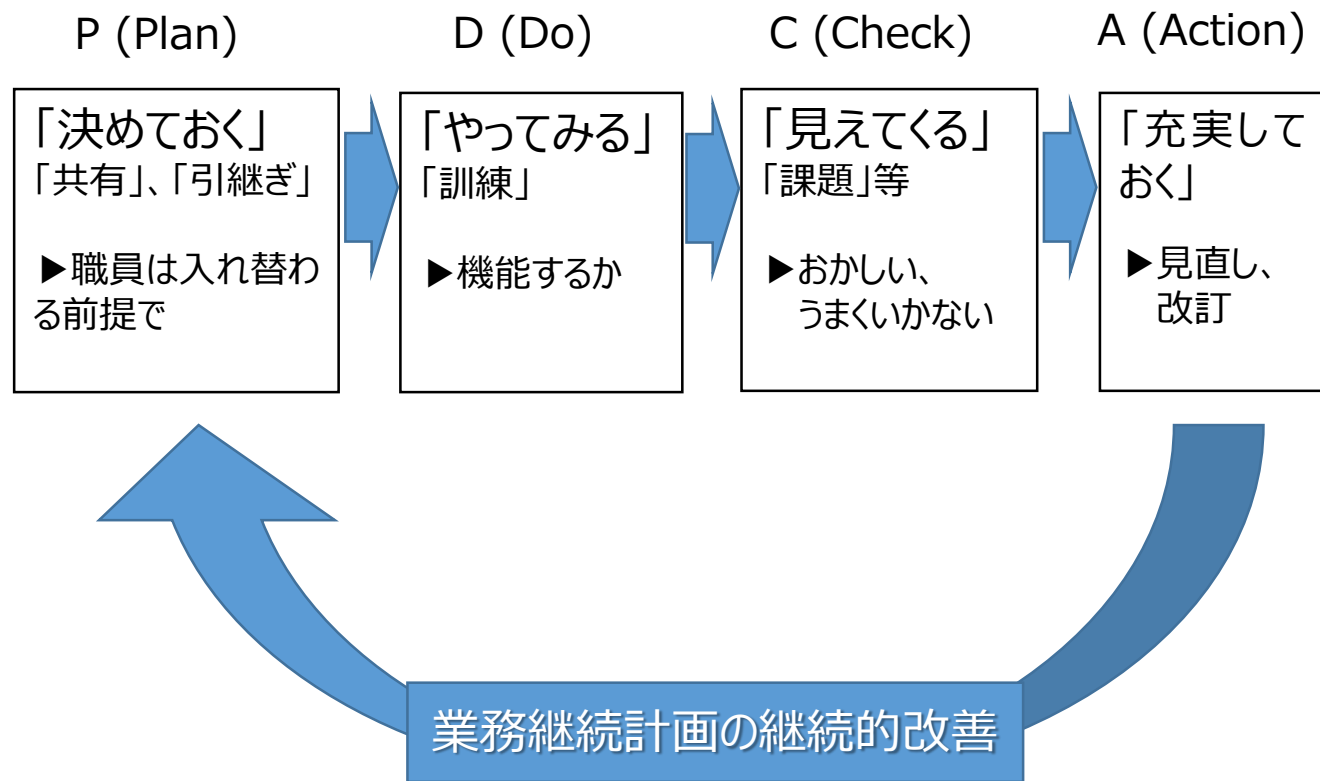 P (Plan)
D (Do)
C (Check)
A (Action)
「決めておく」
「共有」、「引継ぎ」
▶職員は入れ替わ
る前提で
「やってみる」
「訓練」
▶機能するか
「見えてくる」
「課題」等
▶おかしい、
うまくいかない
「充実して
おく」
▶見直し、
改訂
業務継続計画の継続的改善